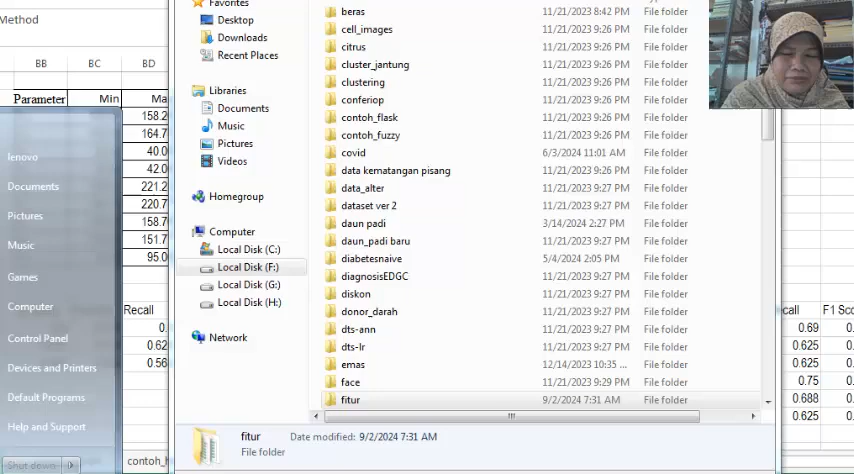 Method
BB
BC
BD
Parameter
Min
Ma
158.2
164.7
40.0
42.0
221.2
220.7
158.7
151.7
95.0
Recall
0.
0.62
0.56
lenovo
Documents
Pictures
Music
Games
Computer
Control Panel
Devices and Printers
Default Programs
Help and Support
Shut down
contoh_h
Favorites
Desktop
Downloads
Recent Places
Libraries
Documents
Music
Pictures
Videos
Homegroup
Computer
Local Disk (C:)
Local Disk (F:)
Local Disk (G:)
Local Disk (H:)
Network
beras 11/21/2023 8:42 PM File folder
cell_images 11/21/2023 9:26 PM File folder
citrus 11/21/2023 9:26 PM File folder
cluster_jantung 11/21/2023 9:26 PM File folder
clustering 11/21/2023 9:26 PM File folder
conferiop 11/21/2023 9:26 PM File folder
contoh_flask 11/21/2023 9:26 PM File folder
contoh_fuzzy 11/21/2023 9:26 PM File folder
covid 6/3/2024 11:01 AM File folder
data kematangan pisang 11/21/2023 9:26 PM File folder
data_alter 11/21/2023 9:27 PM File folder
dataset ver 2 11/21/2023 9:27 PM File folder
daun padi 3/14/2024 2:27 PM File folder
daun_padi baru 11/21/2023 9:27 PM File folder
diabetesnaive 5/4/2024 2:05 PM File folder
diagnosisEDGC 11/21/2023 9:27 PM File folder
diskon 11/21/2023 9:27 PM File folder
donor_darah 11/21/2023 9:27 PM File folder
dts-ann 11/21/2023 9:27 PM File folder
dts-lr 11/21/2023 9:27 PM File folder
emas 12/14/2023 10:35 ... File folder
face 11/21/2023 9:29 PM File folder
fitur 9/2/2024 7:31 AM File folder
fitur Date modified: 9/2/2024 7:31 AM
File folder
call
F1 Sco
0.69 0.
0.625 0.
0.625 0.
0.75 0.
0.688 0.
0.625 0.